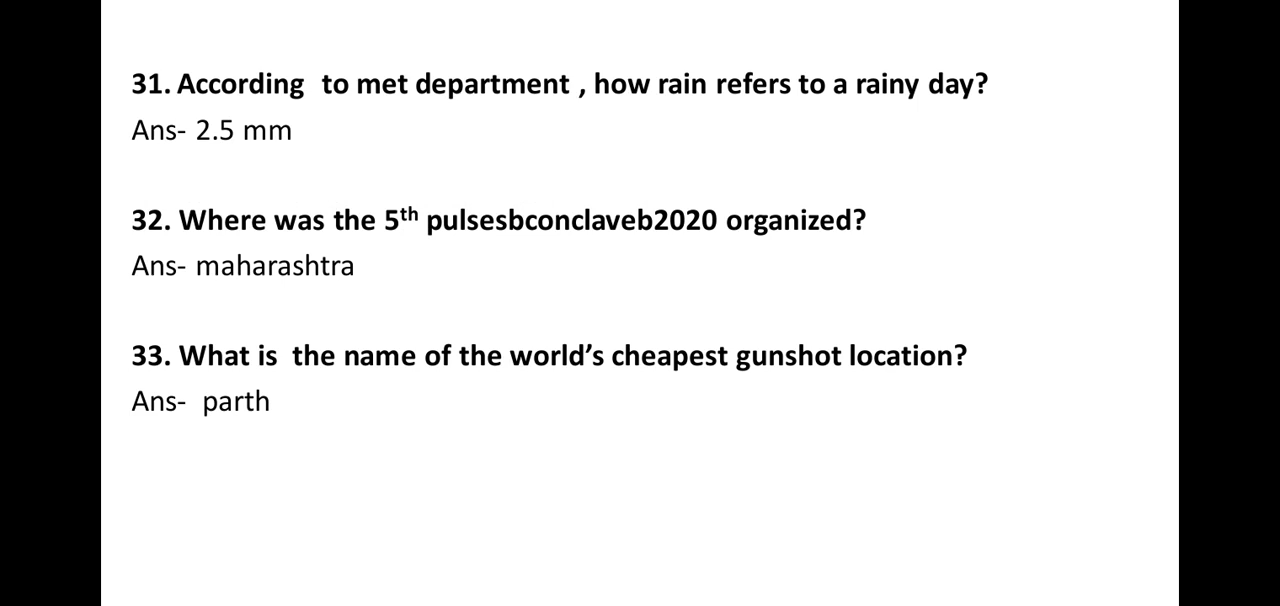 31. According to met department , how rain refers to a rainy day?
Ans- 2.5 mm
32. Where was the 5th pulsesbconclaveb2020 organized?
Ans- maharashtra
33. What is the name of the world’s cheapest gunshot location?
Ans- parth